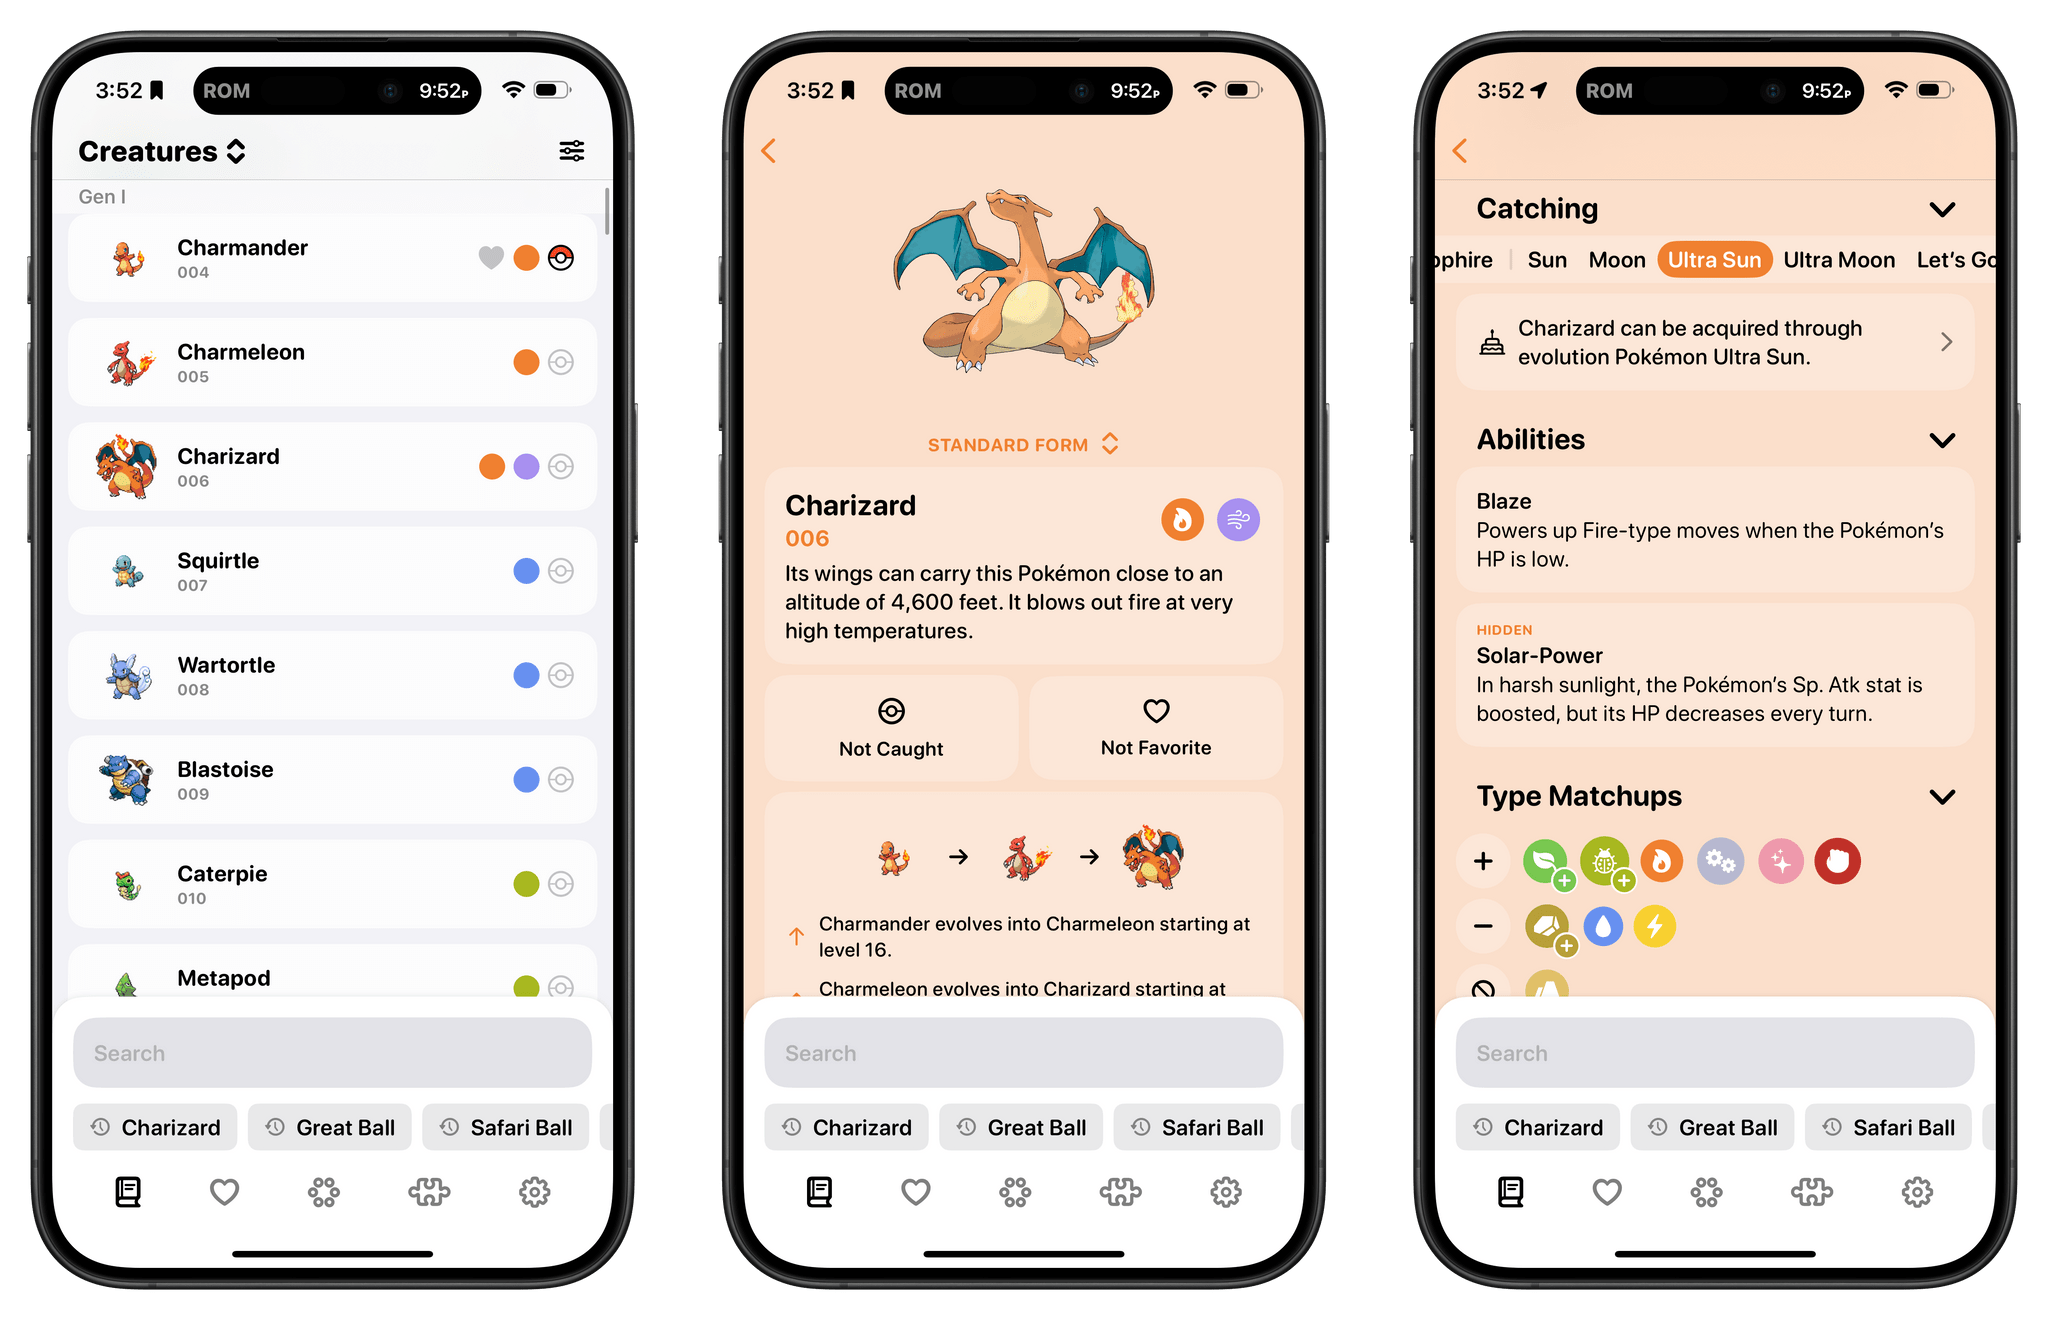 3:52
ROM
9:52P
Creatures
Gen I
Charmander
004
Charmeleon
005
Charizard
006
Squirtle
007
Wartortle
008
Blastoise
009
Caterpie
010
Metapod
Search
Charizard
Great Ball
Safari Ball
3:52
ROM
9:52P
STANDARD FORM
Charizard
006
Its wings can carry this Pokémon close to an
altitude of 4,600 feet. It blows out fire at very
high temperatures.
Not Caught
Not Favorite
Charmander evolves into Charmeleon starting at
level 16.
Charmeleon evolves into Charizard starting at
Search
Charizard
Great Ball
Safari Ball
3:52
ROM
9:52P
Catching
pphire
Sun
Moon
Ultra Sun
Ultra Moon
Let's Go
Charizard can be acquired through
evolution Pokémon Ultra Sun.
Abilities
Blaze
Powers up Fire-type moves when the Pokémon's
HP is low.
HIDDEN
Solar-Power
In harsh sunlight, the Pokémon's Sp. Atk stat is
boosted, but its HP decreases every turn.
Type Matchups
Search
Charizard
Great Ball
Safari Ball